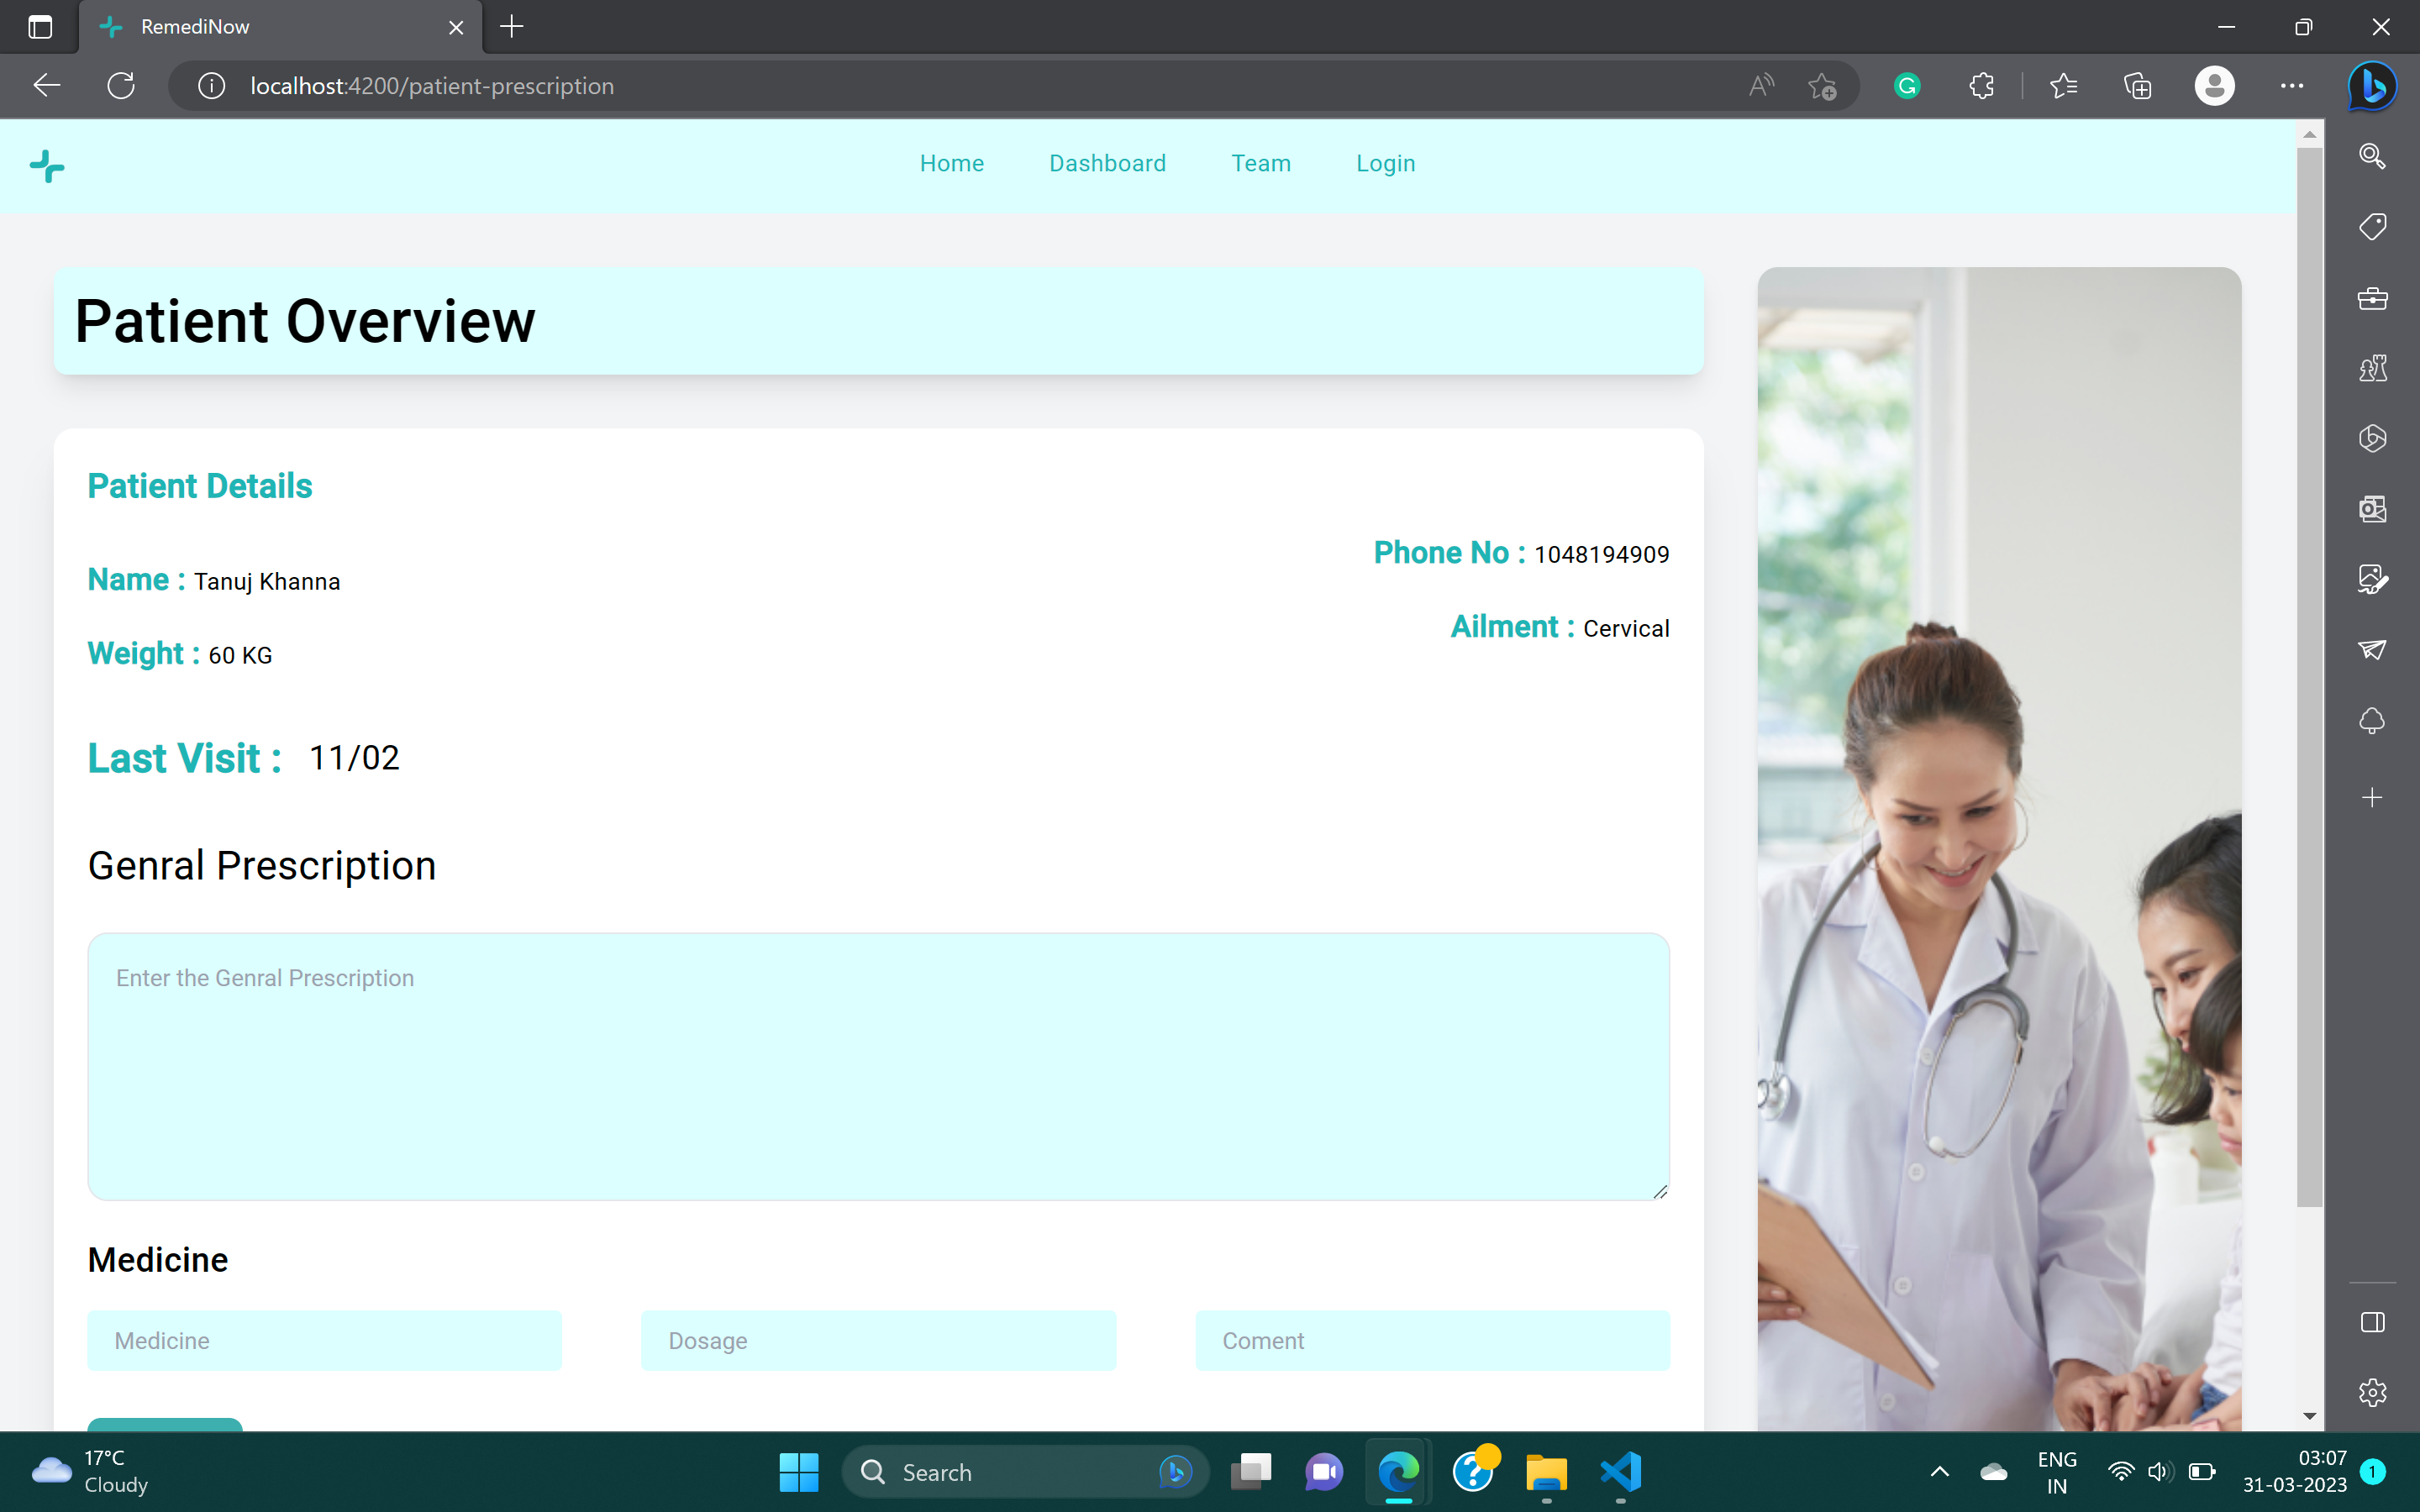 RemediNow
localhost:4200/patient-prescription
Home Dashboard Team Login
Patient Overview
Patient Details
Name : Tanuj Khanna
Weight : 60 KG
Phone No : 1048194909
Ailment : Cervical
Last Visit : 11/02
Genral Prescription
Enter the Genral Prescription
Medicine
Medicine Dosage Coment
17°C
Cloudy
Search
ENG
IN
03:07
31-03-2023
1